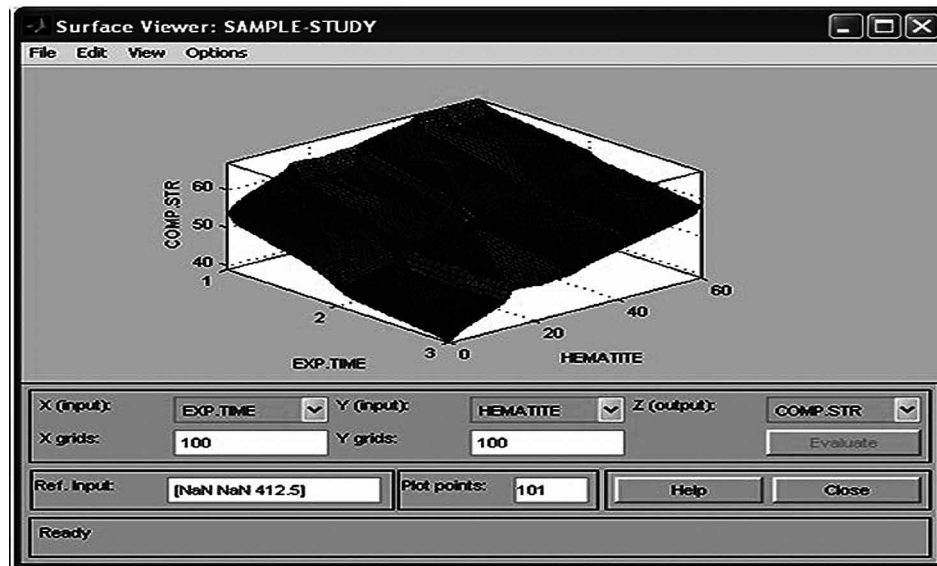 Surface Viewer: SAMPLE-STUDY
File Edit View Options
COMP.STR
60
50
40
1
2
3
EXP.TIME
0
20
40
60
HEMATITE
X (input): EXP.TIME Y (input): HEMATITE Z (output): COMP.STR
X grids: 100 Y grids: 100 Evaluate
Ref. Input: [NaN NaN 412.5] Plot points: 101 Help Close
Ready